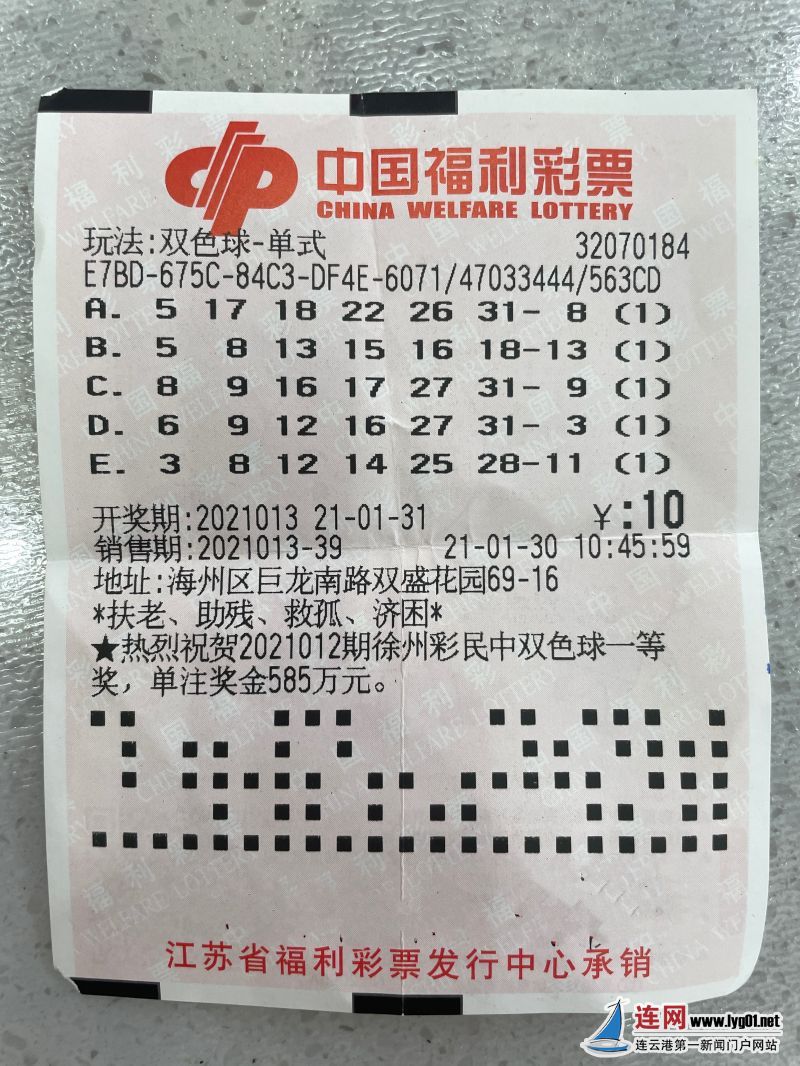 中国福利彩票
CHINA WELFARE LOTTERY
玩法:双色球-单式 32070184
E7BD-675C-84C3-DF4E-6071/47033444/563CD
A. 5 17 18 22 26 31- 8 (1)
B. 5 8 13 15 16 18-13 (1)
C. 8 9 16 17 27 31- 9 (1)
D. 6 9 12 16 27 31- 3 (1)
E. 3 8 12 14 25 28-11 (1)
开奖期:2021013 21-01-31 ¥:10
销售期:2021013-39 21-01-30 10:45:59
地址:海州区巨龙南路双盛花园69-16
*扶老、助残、救孤、济困*
★热烈祝贺2021012期徐州彩民中双色球一等
奖，单注奖金585万元。
江苏省福利彩票发行中心承销
连网 www.lyg01.net
连云港第一新闻门户网站